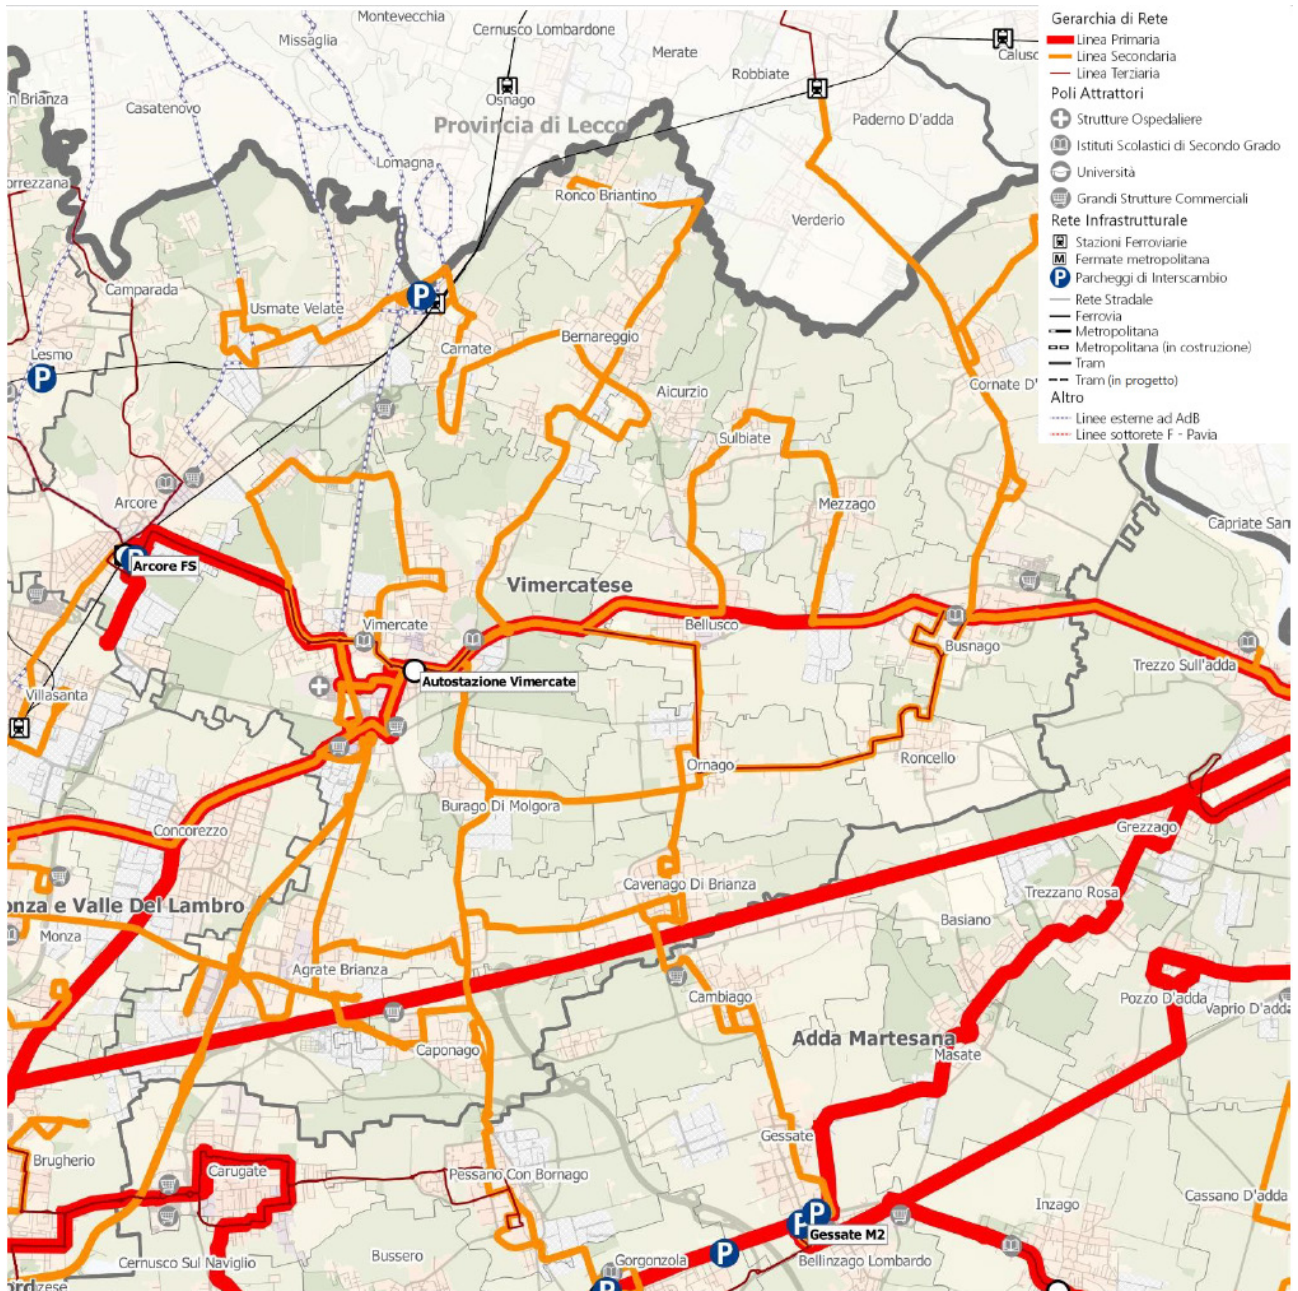 Gerarchia di Rete
Linea Primaria
Linea Secondaria
Linea Terziaria
Poli Attrattori
Strutture Ospedaliere
Istituti Scolastici di Secondo Grado
Università
Grandi Strutture Commerciali
Rete Infrastrutturale
Stazioni Ferroviarie
M Fermate metropolitana
P Parcheggi di Interscambio
Rete Stradale
Ferrovia
Metropolitana
Metropolitana (in costruzione)
Tram
Tram (in progetto)
Altro
Linee esterne ad AdB
Linee sottorete F - Pavia
Montevecchia
Cernusco Lombardone
Missaglia
Merate
Robbiate
Calusc
n Brianza
Casatenovo
Osnago
Provincia di Lecco
Paderno D'adda
Lomagna
orrezzana
Ronco Briantino
Verderio
Camparada
Usmate Velate
P
Lesmo
P
Carnate
Bernareggio
Aicurzio
Cornate D'
Sulbiate
Arcore
Mezzago
Capriate San
P
Arcore FS
Vimercatese
Vimercate
Bellusco
Busnago
Trezzo Sull'adda
Autostazione Vimercate
Villasanta
Ornago
Roncello
Burago Di Molgora
Concorezzo
Grezzago
Cavenago Di Brianza
Trezzano Rosa
onza e Valle Del Lambro
Basiano
Monza
Agrate Brianza
Cambiago
Pozzo D'adda
Vaprio D'adda
Adda Martesana
Caponago
Masate
Gessate
Brugherio
Carugate
Pessano Con Bornago
Inzago
Cassano D'adda
P
P
Gessate M2
P
Bussero
Gorgonzola
Bellinzago Lombardo
Cernusco Sul Naviglio
P